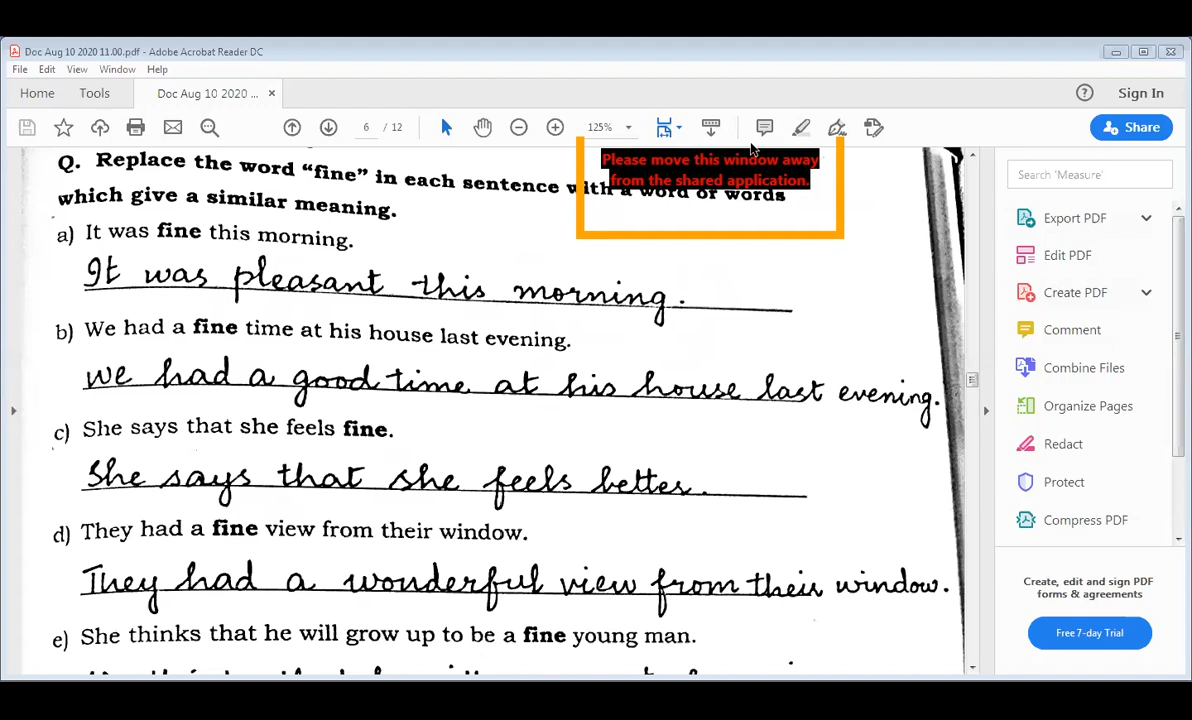 Doc Aug 10 2020 11.00.pdf - Adobe Acrobat Reader DC
File Edit View Window Help
Home Tools Doc Aug 10 2020 ... × Sign In
6 / 12 125% Share
Q. Replace the word "fine" in each sentence with a word or words
Please move this window away
from the shared application.
which give a similar meaning.
a) It was fine this morning.
It was pleasant this morning.
b) We had a fine time at his house last evening.
We had a good time at his house last evening.
c) She says that she feels fine.
She says that she feels better.
d) They had a fine view from their window.
They had a wonderful view from their window.
e) She thinks that he will grow up to be a fine young man.
Search 'Measure'
Export PDF
Edit PDF
Create PDF
Comment
Combine Files
Organize Pages
Redact
Protect
Compress PDF
Create, edit and sign PDF
forms & agreements
Free 7-day Trial